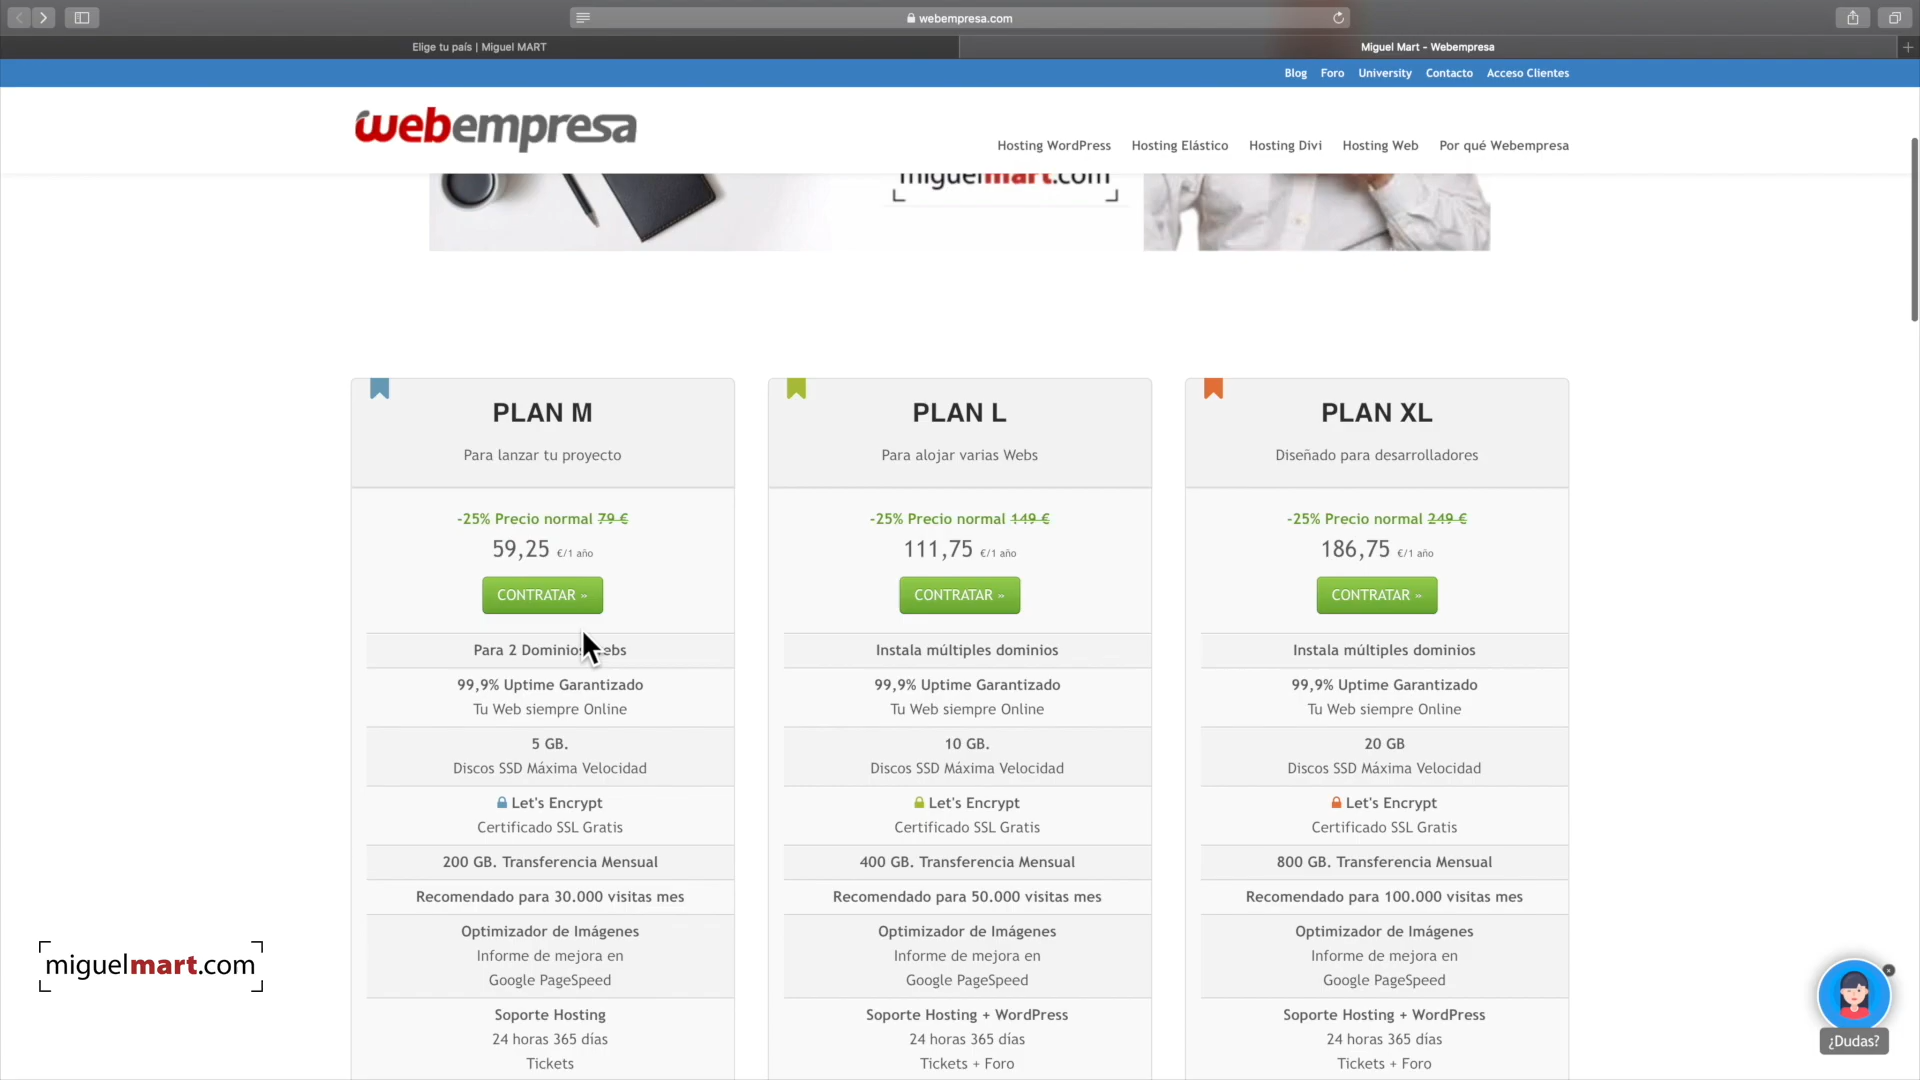 webempresa.com
Elige tu país | Miguel MART
Miguel Mart - Webempresa
Blog Foro University Contacto Acceso Clientes
webempresa
Hosting WordPress Hosting Elástico Hosting Divi Hosting Web Por qué Webempresa
miguelmart.com
PLAN M
Para lanzar tu proyecto
-25% Precio normal 79 €
59,25 €/1 año
CONTRATAR »
Para 2 Dominios
99,9% Uptime Garantizado
Tu Web siempre Online
5 GB.
Discos SSD Máxima Velocidad
Let's Encrypt
Certificado SSL Gratis
200 GB. Transferencia Mensual
Recomendado para 30.000 visitas mes
Optimizador de Imágenes
Informe de mejora en
Google PageSpeed
Soporte Hosting
24 horas 365 días
Tickets
PLAN L
Para alojar varias Webs
-25% Precio normal 149 €
111,75 €/1 año
CONTRATAR »
Instala múltiples dominios
99,9% Uptime Garantizado
Tu Web siempre Online
10 GB.
Discos SSD Máxima Velocidad
Let's Encrypt
Certificado SSL Gratis
400 GB. Transferencia Mensual
Recomendado para 50.000 visitas mes
Optimizador de Imágenes
Informe de mejora en
Google PageSpeed
Soporte Hosting + WordPress
24 horas 365 días
Tickets + Foro
PLAN XL
Diseñado para desarrolladores
-25% Precio normal 249 €
186,75 €/1 año
CONTRATAR »
Instala múltiples dominios
99,9% Uptime Garantizado
Tu Web siempre Online
20 GB
Discos SSD Máxima Velocidad
Let's Encrypt
Certificado SSL Gratis
800 GB. Transferencia Mensual
Recomendado para 100.000 visitas mes
Optimizador de Imágenes
Informe de mejora en
Google PageSpeed
Soporte Hosting + WordPress
24 horas 365 días
Tickets + Foro
miguelmart.com
¿Dudas?